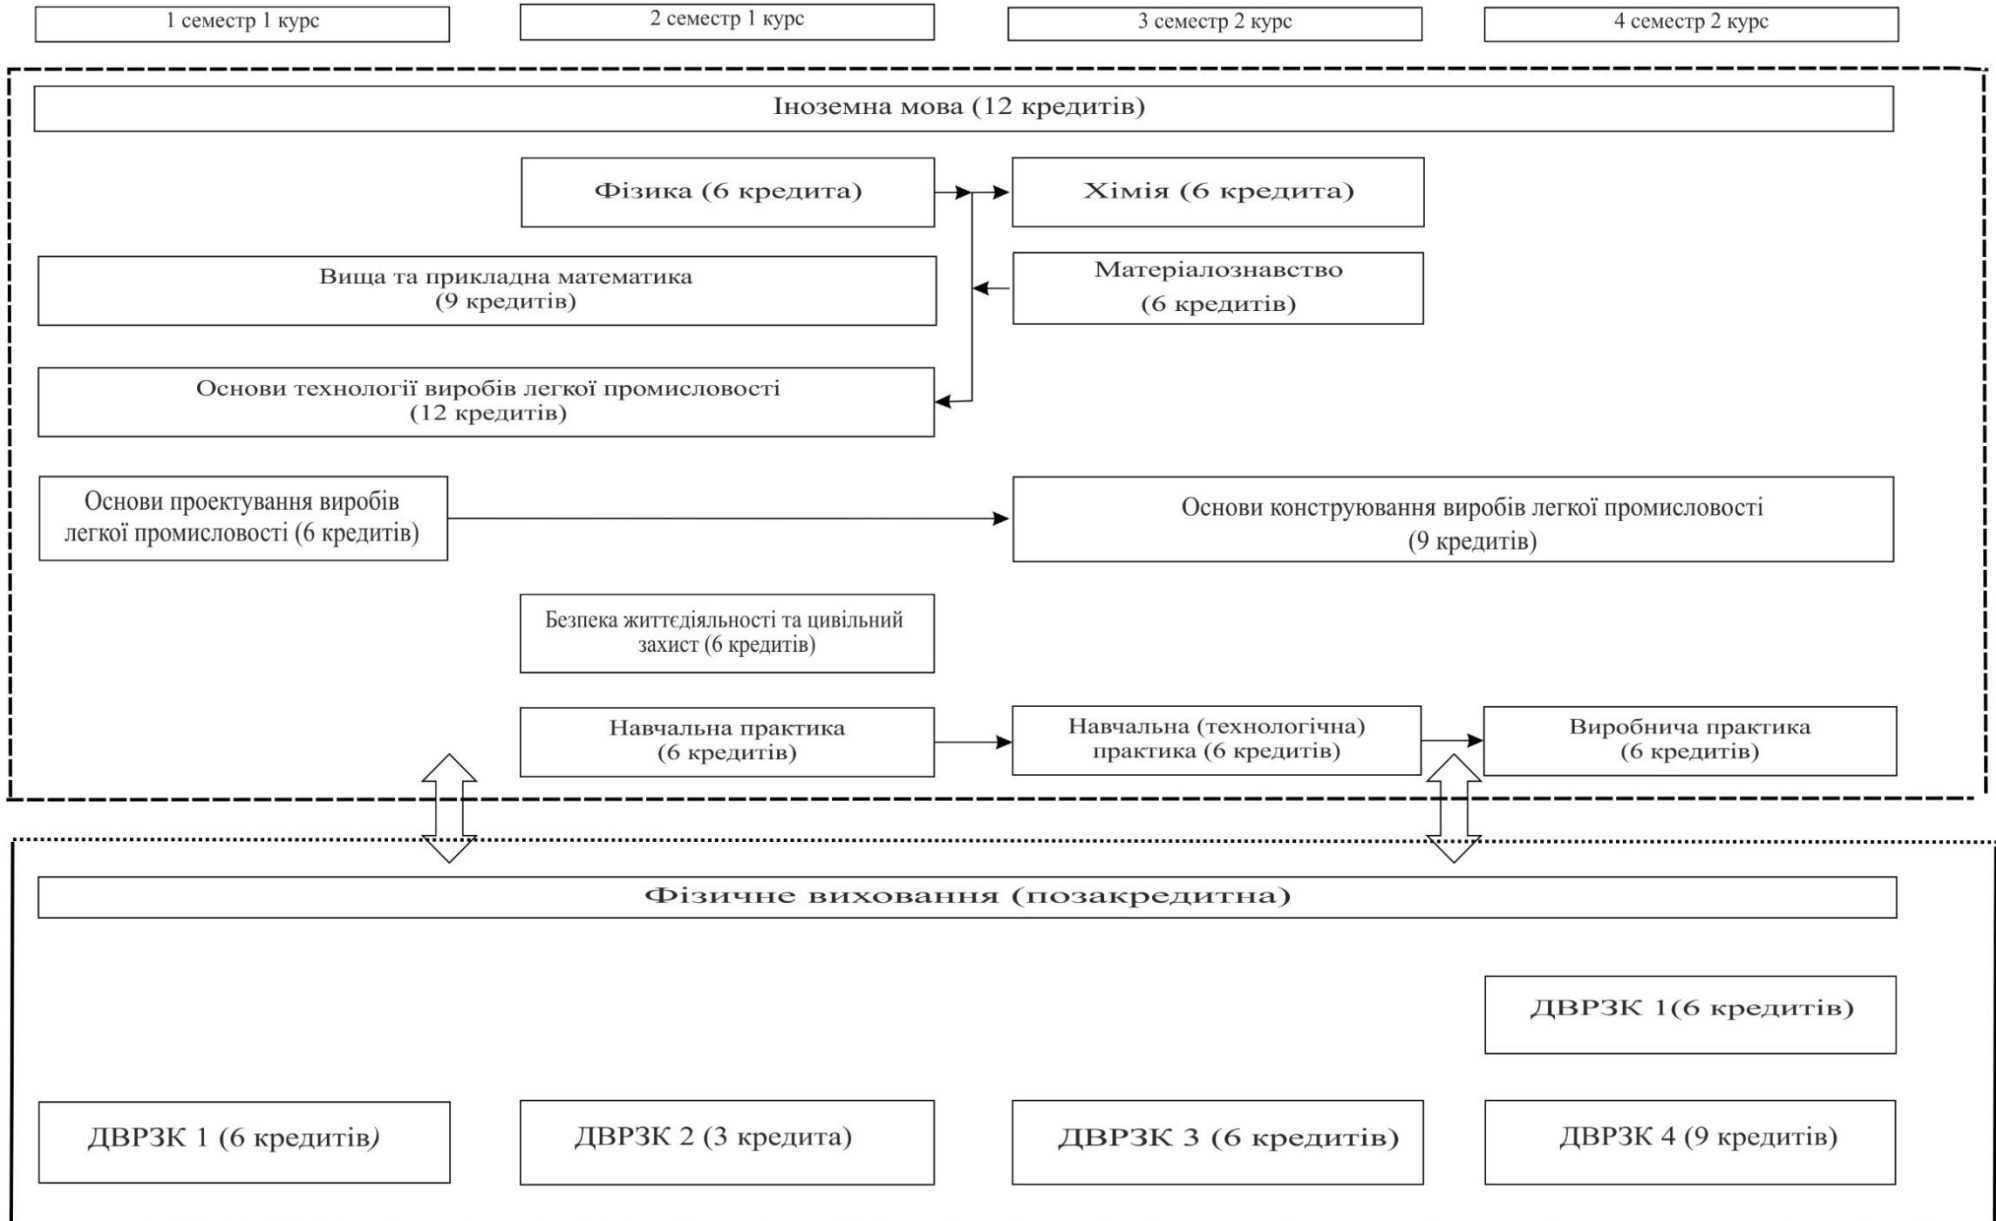 1 семестр 1 курс
2 семестр 1 курс
3 семестр 2 курс
4 семестр 2 курс
Іноземна мова (12 кредитів)
Фізика (6 кредита)
Хімія (6 кредита)
Вища та прикладна математика
(9 кредитів)
Матеріалознавство
(6 кредитів)
Основи технології виробів легкої промисловості
(12 кредитів)
Основи проектування виробів
легкої промисловості (6 кредитів)
Основи конструювання виробів легкої промисловості
(9 кредитів)
Безпека життєдіяльності та цивільний
захист (6 кредитів)
Навчальна практика
(6 кредитів)
Навчальна (технологічна)
практика (6 кредитів)
Виробнича практика
(6 кредитів)
Фізичне виховання (позакредитна)
ДВРЗК 1(6 кредитів)
ДВРЗК 1 (6 кредитів)
ДВРЗК 2 (3 кредита)
ДВРЗК 3 (6 кредитів)
ДВРЗК 4 (9 кредитів)